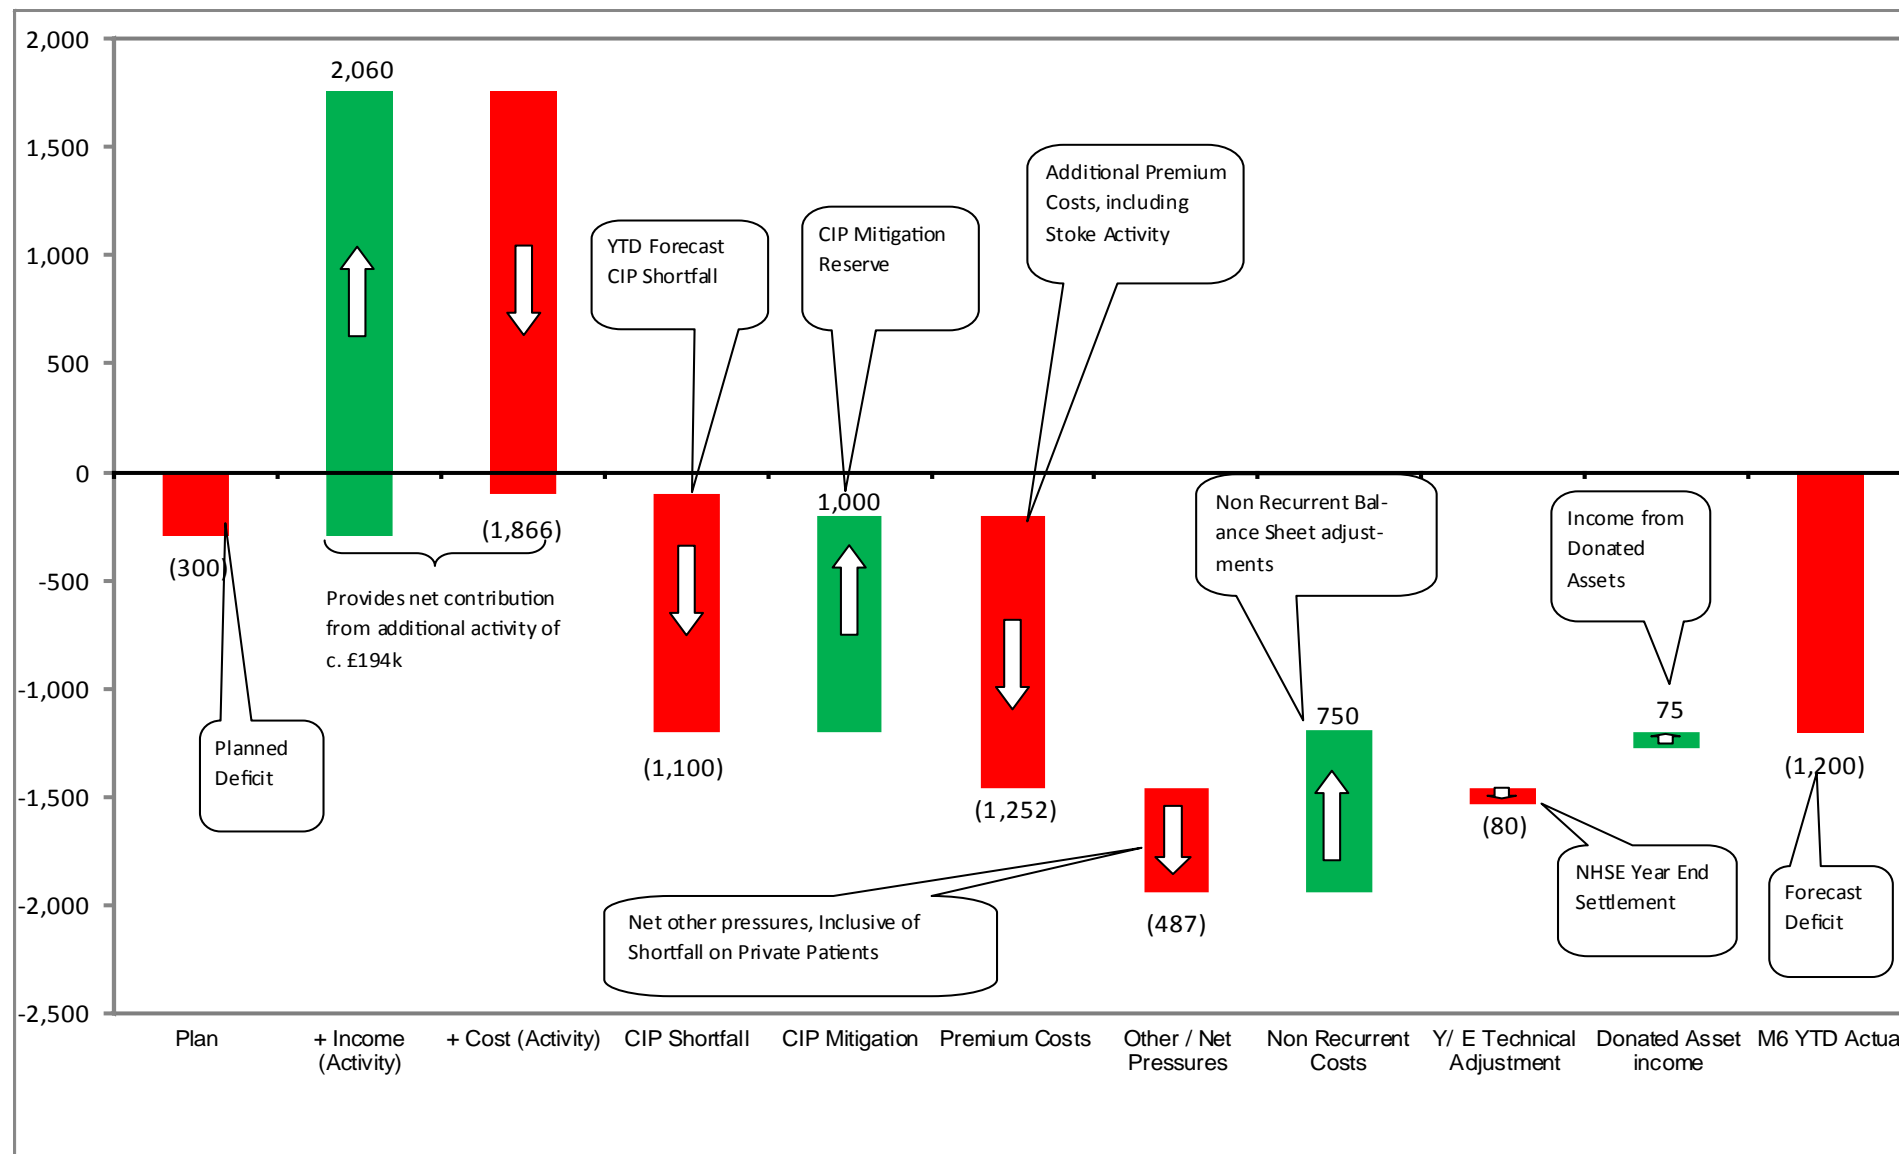 2,000
1,500
1,000
500
0
-500
-1,000
-1,500
-2,000
-2,500
(300)
2,060
(1,866)
(1,100)
1,000
(1,252)
(487)
750
(80)
75
(1,200)
Planned
Deficit
Provides net contribution
from additional activity of
c. £194k
YTD Forecast
CIP Shortfall
CIP Mitigation
Reserve
Additional Premium
Costs, including
Stoke Activity
Net other pressures, Inclusive of
Shortfall on Private Patients
Non Recurrent Bal-
ance Sheet adjust-
ments
NHSE Year End
Settlement
Income from
Donated
Assets
Forecast
Deficit
Plan
+ Income
(Activity)
+ Cost (Activity)
CIP Shortfall
CIP Mitigation
Premium Costs
Other / Net
Pressures
Non Recurrent
Costs
Y/ E Technical
Adjustment
Donated Asset
income
M6 YTD Actua